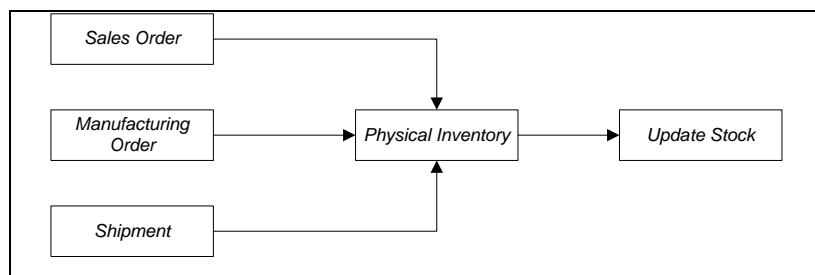 Sales Order
Manufacturing
Order
Physical Inventory
Update Stock
Shipment